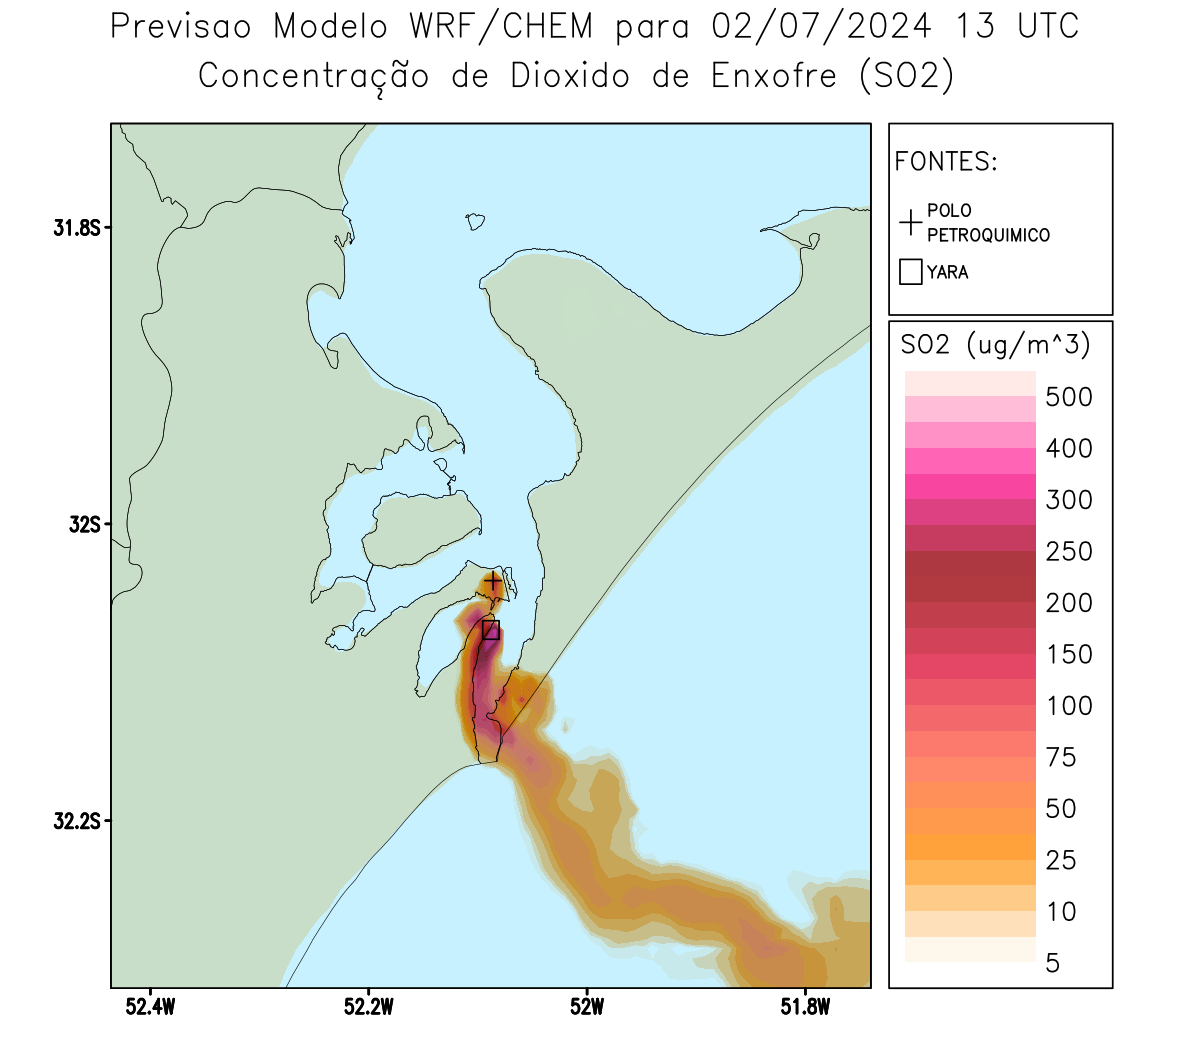 Previsao Modelo WRF/CHEM para 02/07/2024 13 UTC
Concentração de Dioxido de Enxofre (SO2)
FONTES:
POLO
PETROQUIMICO
YARA
SO2 (ug/m^3)
500
400
300
250
200
150
100
75
50
25
10
5
31.8S
32S
32.2S
52.4W
52.2W
52W
51.8W